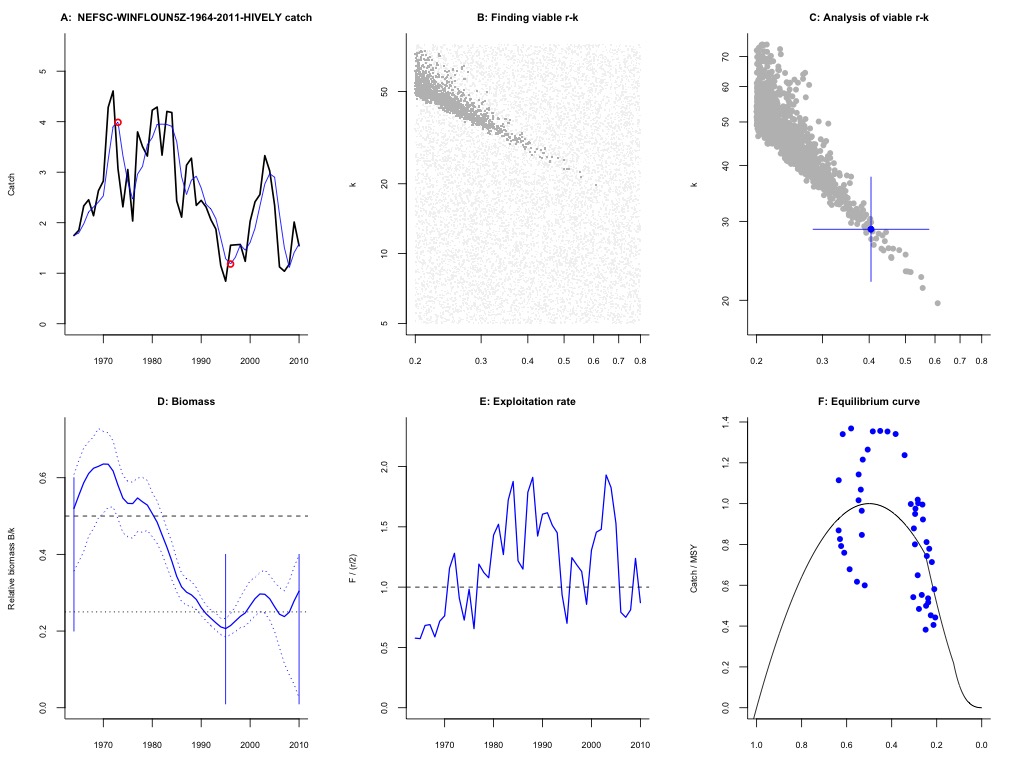 A: NEFSC-WINFLOUN5Z-1964-2011-HIVELY catch
B: Finding viable r-k
C: Analysis of viable r-k
Catch
0 1 2 3 4 5
1970 1980 1990 2000 2010
k
5 10 20 50
0.2 0.3 0.4 0.5 0.6 0.7 0.8
k
20 30 40 50 60 70
0.2 0.3 0.4 0.5 0.6 0.7 0.8
D: Biomass
E: Exploitation rate
F: Equilibrium curve
Relative biomass B/k
0.0 0.2 0.4 0.6
1970 1980 1990 2000 2010
F / (r/2)
0.0 0.5 1.0 1.5 2.0
1970 1980 1990 2000 2010
Catch / MSY
0.0 0.2 0.4 0.6 0.8 1.0 1.2 1.4
1.0 0.8 0.6 0.4 0.2 0.0